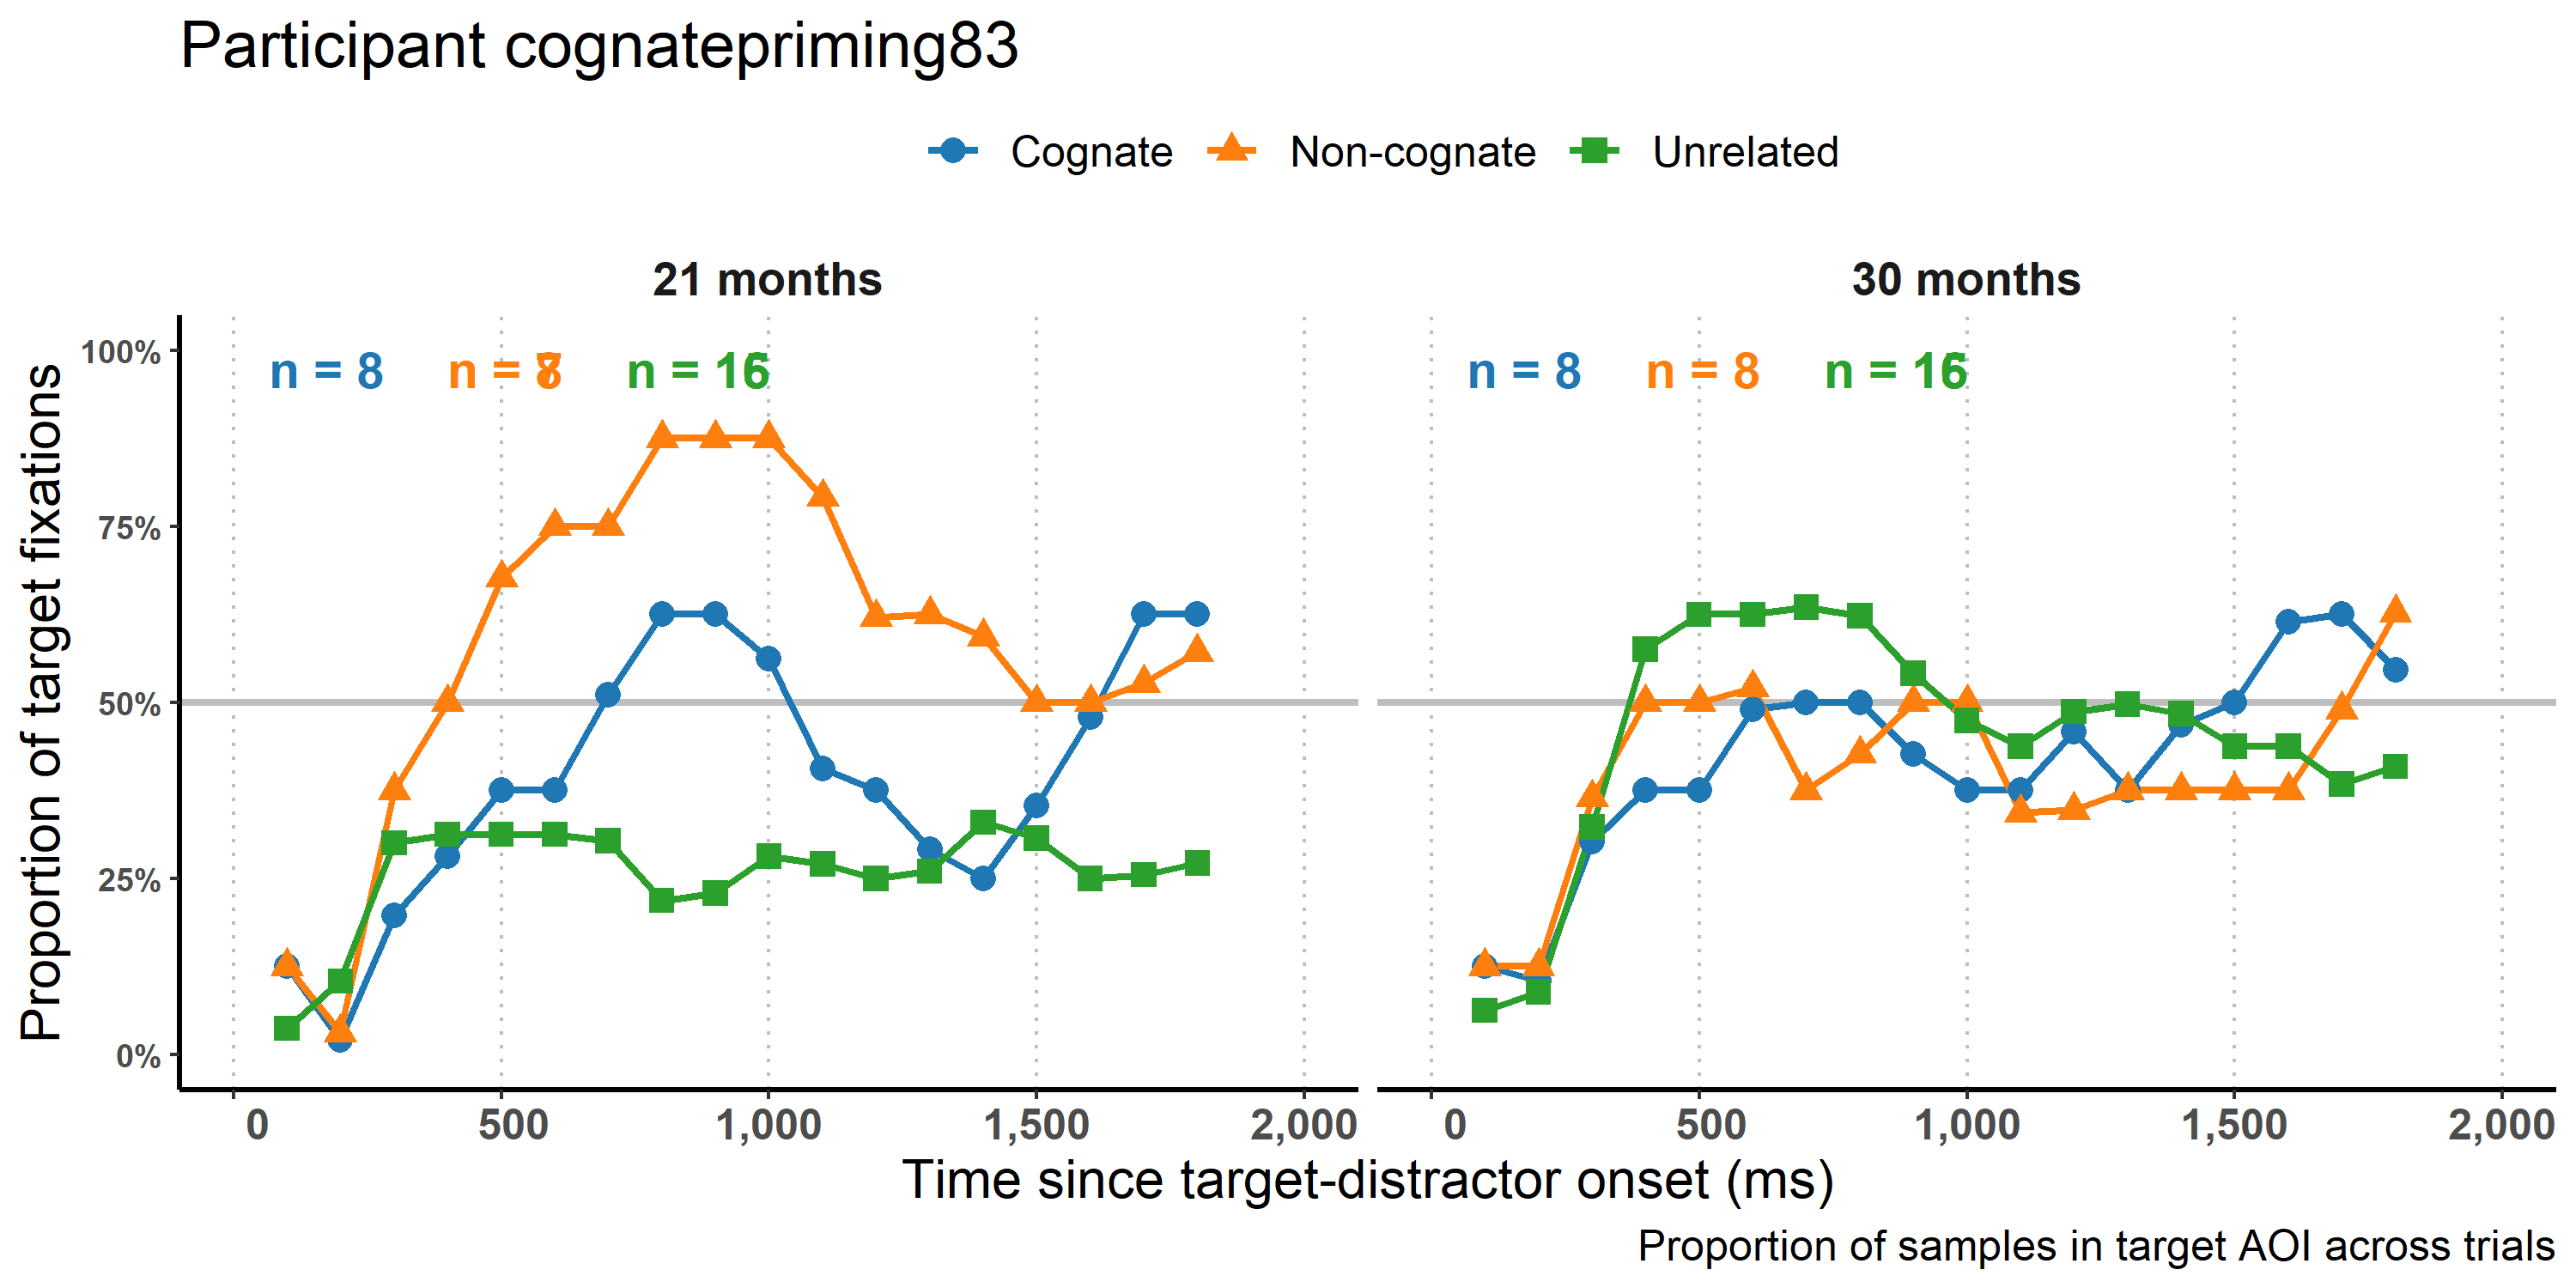 Participant cognatepriming83
Cognate Non-cognate Unrelated
21 months 30 months
100%
75%
50%
25%
0%
n = 8 n = n =
n = 8 n = 8 n =
0 500 1,000 1,500 2,000
0 500 1,000 1,500 2,000
Proportion of target fixations
Time since target-distractor onset (ms)
Proportion of samples in target AOI across trials